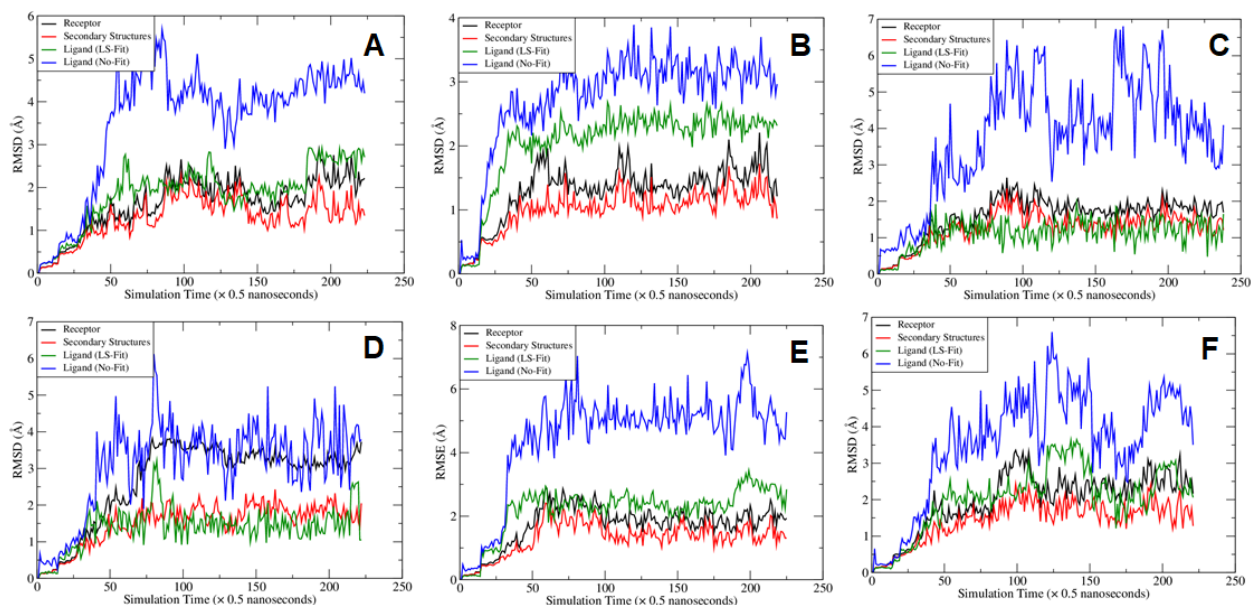 A
Receptor
Secondary Structures
Ligand (LS-Fit)
Ligand (No-Fit)
RMSD (Å)
6
5
4
3
2
1
0
0 50 100 150 200 250
Simulation Time (× 0.5 nanoseconds)
B
Receptor
Secondary Structures
Ligand (LS-Fit)
Ligand (No-Fit)
RMSD (Å)
4
3
2
1
0
0 50 100 150 200 250
Simulation Time (× 0.5 nanoseconds)
C
Receptor
Secondary Structures
Ligand (LS-Fit)
Ligand (No-Fit)
RMSD (Å)
7
6
5
4
3
2
1
0
0 50 100 150 200 250
Simulation Time (× 0.5 nanoseconds)
D
Receptor
Secondary Structures
Ligand (LS-Fit)
Ligand (No-Fit)
RMSD (Å)
7
6
5
4
3
2
1
0
0 50 100 150 200 250
Simulation Time (× 0.5 nanoseconds)
E
Receptor
Secondary Structures
Ligand (LS-Fit)
Ligand (No-Fit)
RMSE (Å)
8
6
4
2
0
0 50 100 150 200 250
Simulation Time (× 0.5 nanoseconds)
F
Receptor
Secondary Structures
Ligand (LS-Fit)
Ligand (No-Fit)
RMSD (Å)
7
6
5
4
3
2
1
0
0 50 100 150 200 250
Simulation Time (× 0.5 nanoseconds)